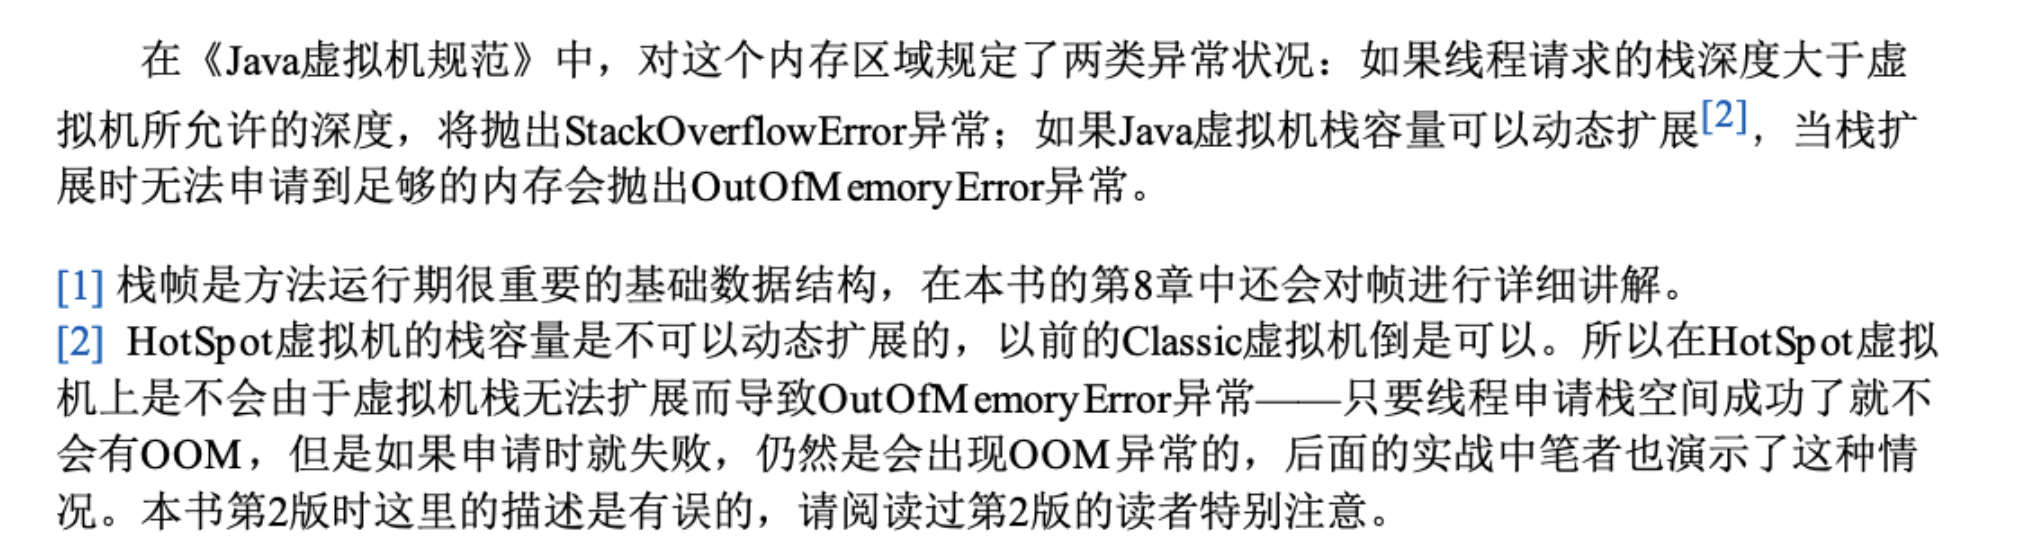 在《Java虚拟机规范》中，对这个内存区域规定了两类异常状况：如果线程请求的栈深度大于虚
拟机所允许的深度，将抛出StackOverflowError异常；如果Java虚拟机栈容量可以动态扩展[2]，当栈扩
展时无法申请到足够的内存会抛出OutOfMemoryError异常。
[1] 栈帧是方法运行期很重要的基础数据结构，在本书的第8章中还会对帧进行详细讲解。
[2] HotSpot虚拟机的栈容量是不可以动态扩展的，以前的Classic虚拟机倒是可以。所以在HotSpot虚拟
机上是不会由于虚拟机栈无法扩展而导致OutOfMemoryError异常——只要线程申请栈空间成功了就不
会有OOM，但是如果申请时就失败，仍然是会出现OOM异常的，后面的实战中笔者也演示了这种情
况。本书第2版时这里的描述是有误的，请阅读过第2版的读者特别注意。